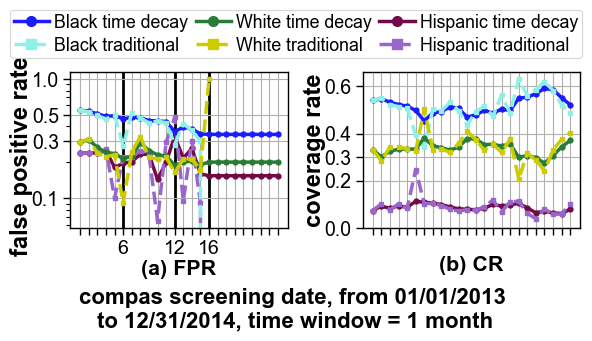 Black time decay White time decay Hispanic time decay
Black traditional White traditional Hispanic traditional
false positive rate
1.0
0.5
0.3
0.1
6 12 16
(a) FPR
coverage rate
0.6
0.4
0.3
0.2
0.0
(b) CR
compas screening date, from 01/01/2013
to 12/31/2014, time window = 1 month